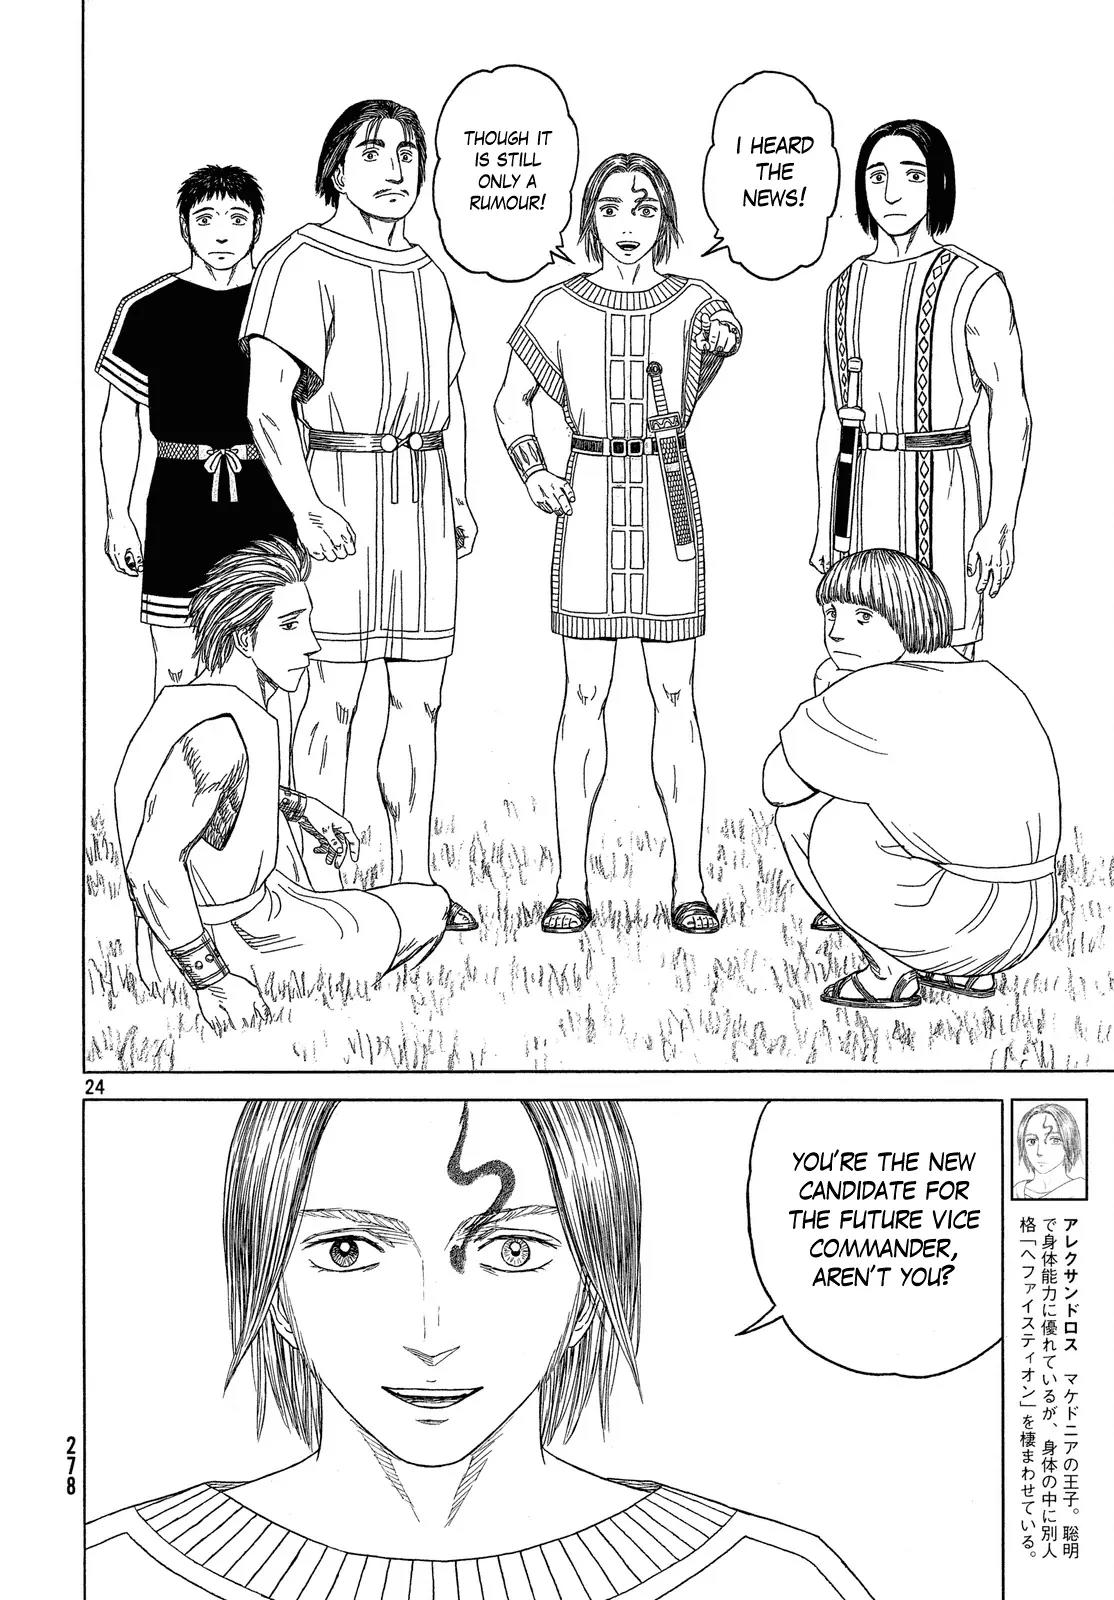 I HEARD
THE
NEWS!
THOUGH IT
IS STILL
ONLY A
RUMOUR!
24
YOU'RE THE NEW
CANDIDATE FOR
THE FUTURE VICE
COMMANDER,
AREN'T YOU?
アレクサンドロス　マケドニアの王子。聡明
で身体能力に優れているが、身体の中に別人
格「ヘファイスティオン」を棲まわせている。
278